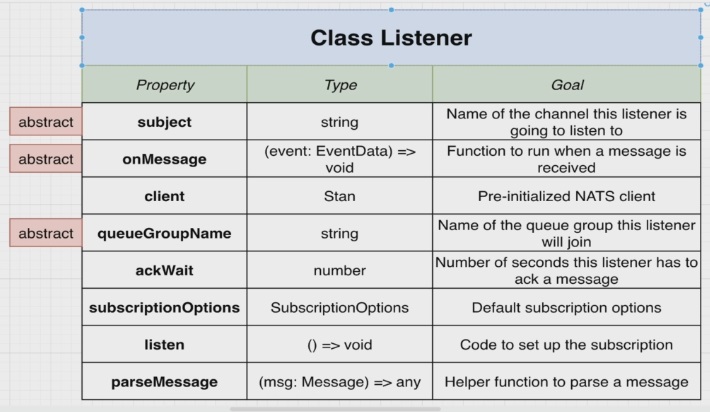 Class Listener
Property Type Goal
abstract subject string Name of the channel this listener is
going to listen to
abstract onMessage (event: EventData) =>
void Function to run when a message is
received
client Stan Pre-initialized NATS client
abstract queueGroupName string Name of the queue group this listener
will join
ackWait number Number of seconds this listener has to
ack a message
subscriptionOptions SubscriptionOptions Default subscription options
listen () => void Code to set up the subscription
parseMessage (msg: Message) => any Helper function to parse a message